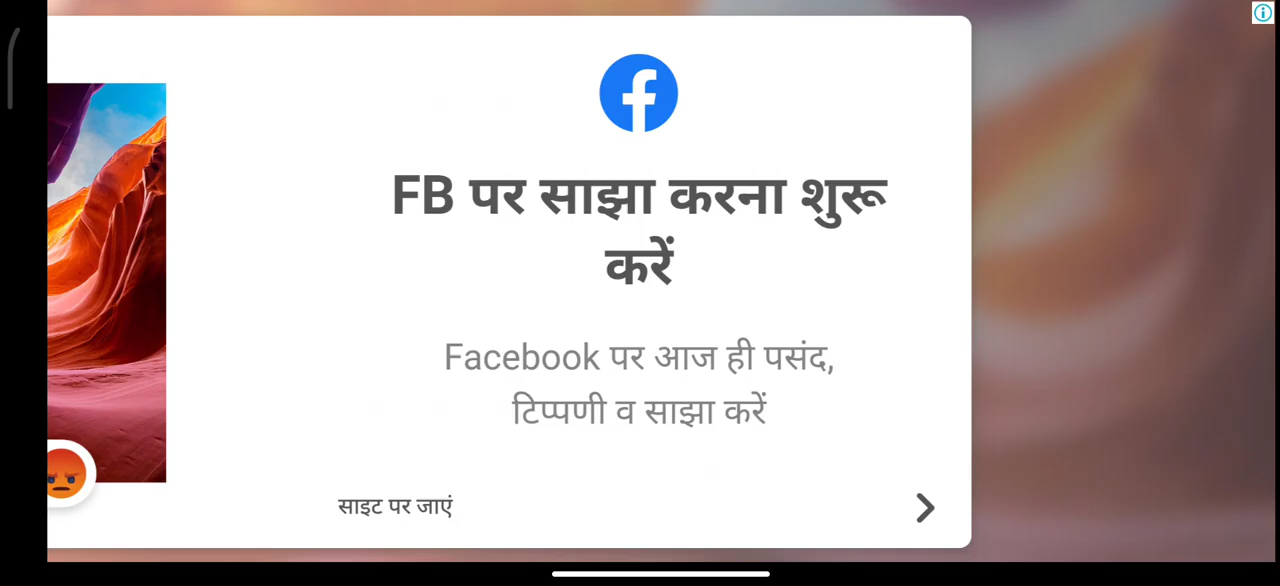 FB पर साझा करना शुरू
करें
Facebook पर आज ही पसंद,
टिप्पणी व साझा करें
साइट पर जाएं